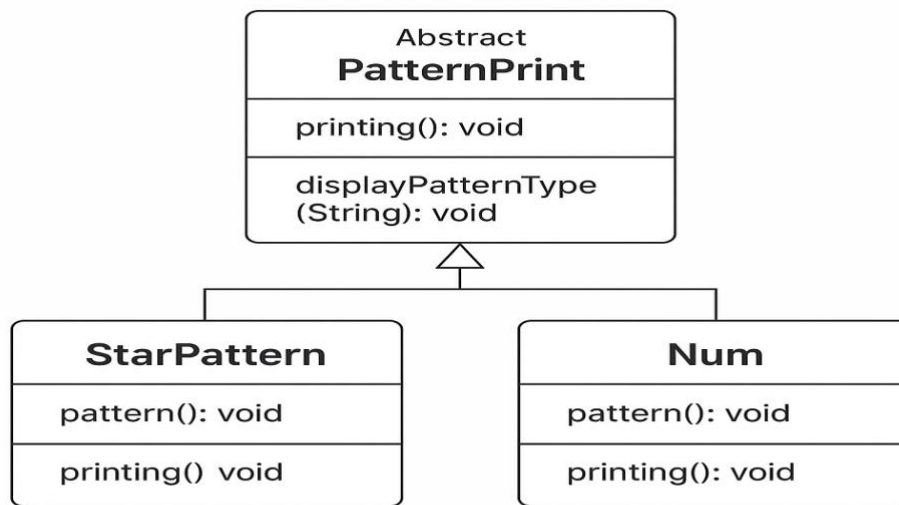 Abstract
PatternPrint
printing(): void
displayPatternType
(String): void
StarPattern
pattern(): void
printing() void
Num
pattern(): void
printing(): void